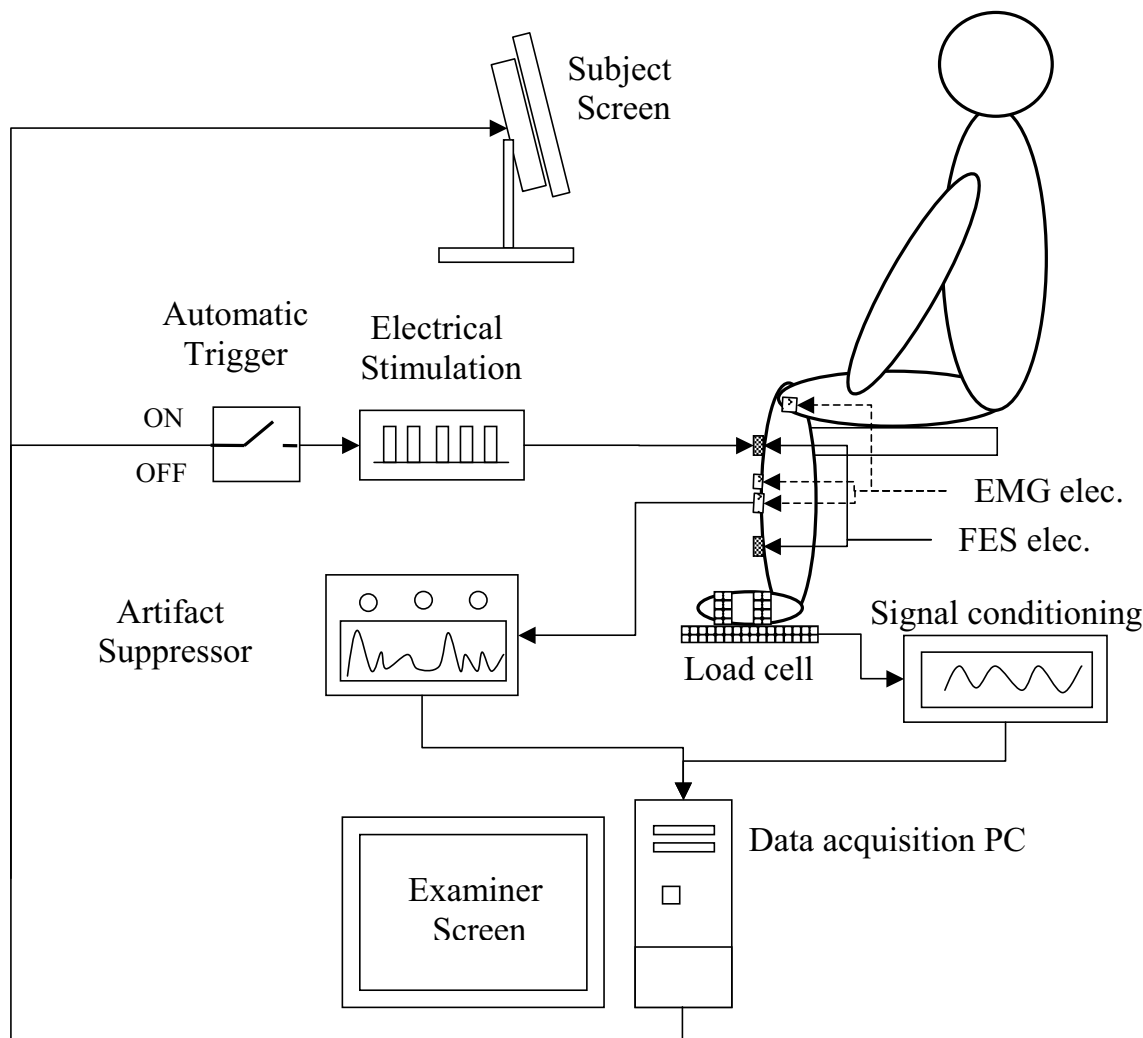 Subject
Screen
Automatic
Trigger
Electrical
Stimulation
ON
OFF
EMG elec.
FES elec.
Artifact
Suppressor
Signal conditioning
Load cell
Data acquisition PC
Examiner
Screen